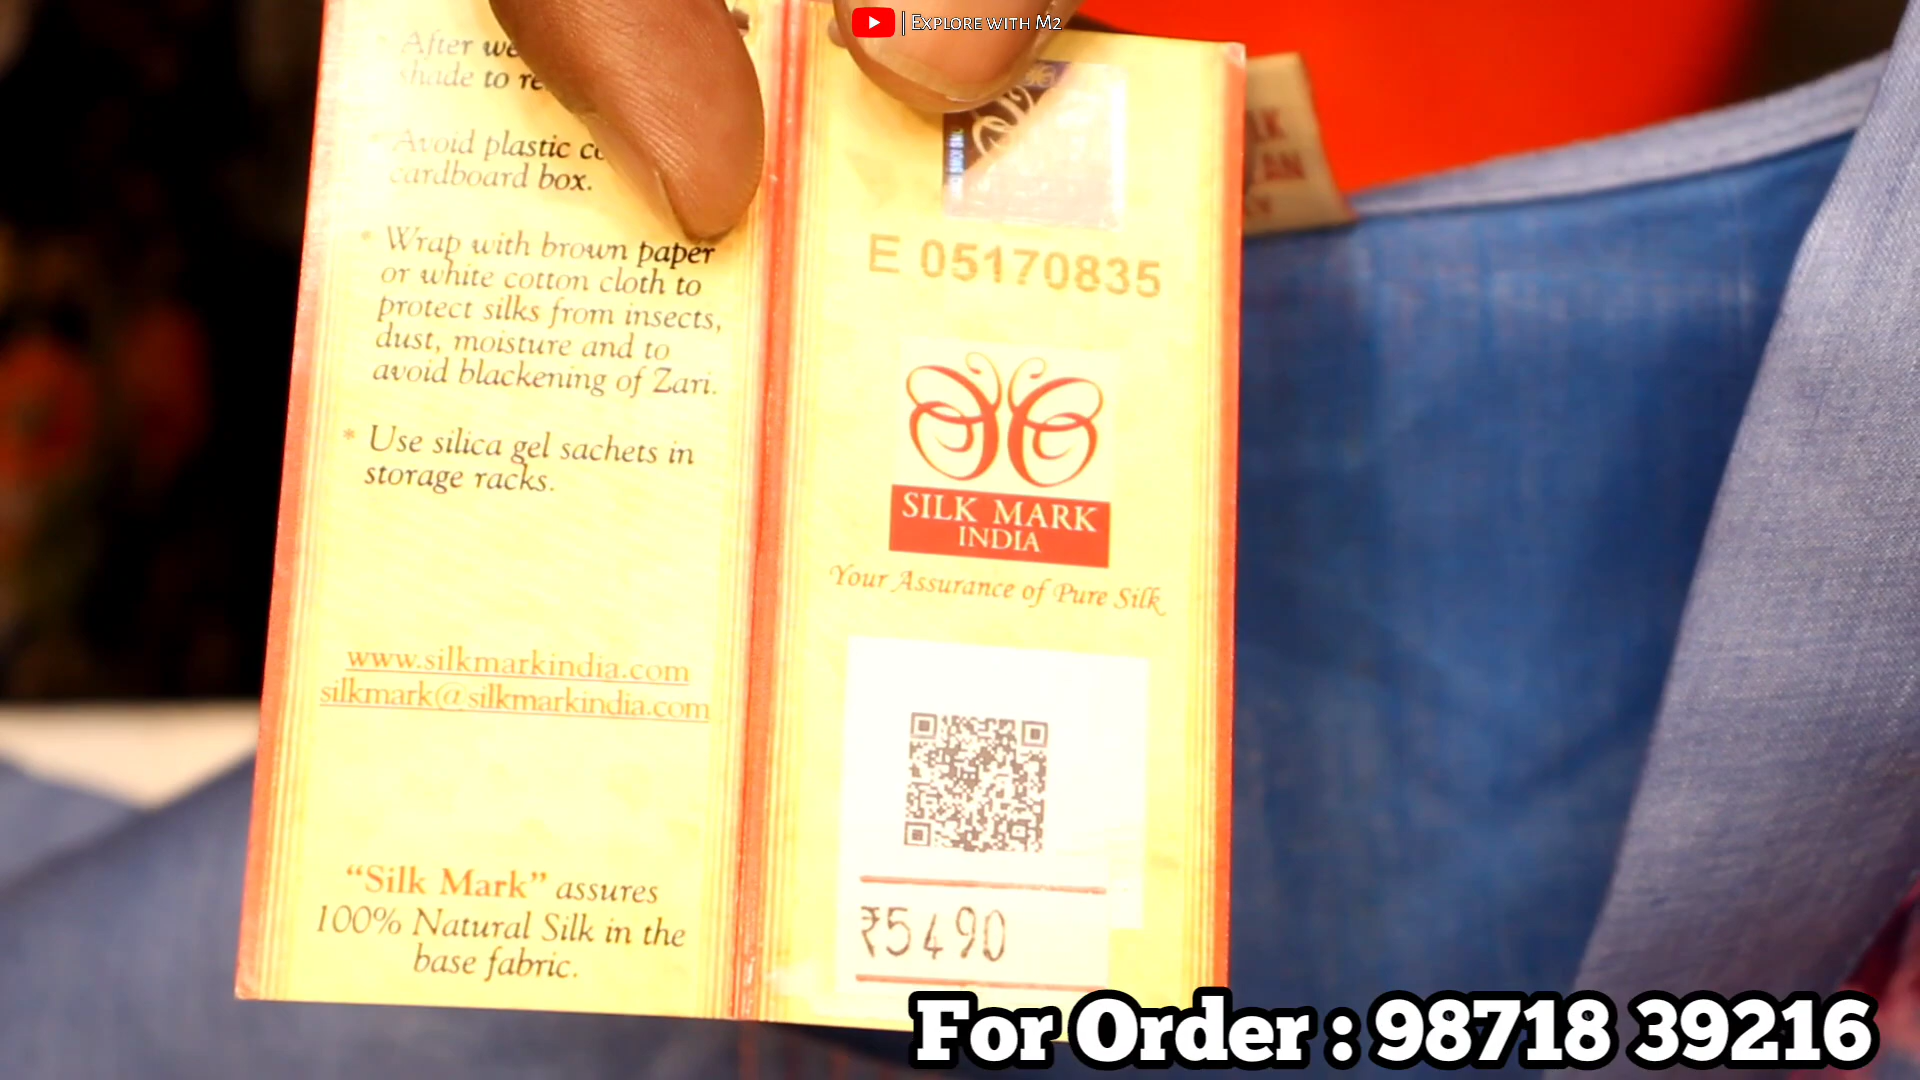 | Explore with M2
After we
shade to re
Avoid plastic
cardboard box.
* Wrap with brown paper
or white cotton cloth to
protect silks from insects,
dust, moisture and to
avoid blackening of Zari.
* Use silica gel sachets in
storage racks.
www.silkmarkindia.com
silkmark@silkmarkindia.com
"Silk Mark" assures
100% Natural Silk in the
base fabric.
E 05170835
SILK MARK
INDIA
Your Assurance of Pure Silk
₹5490
For Order : 98718 39216